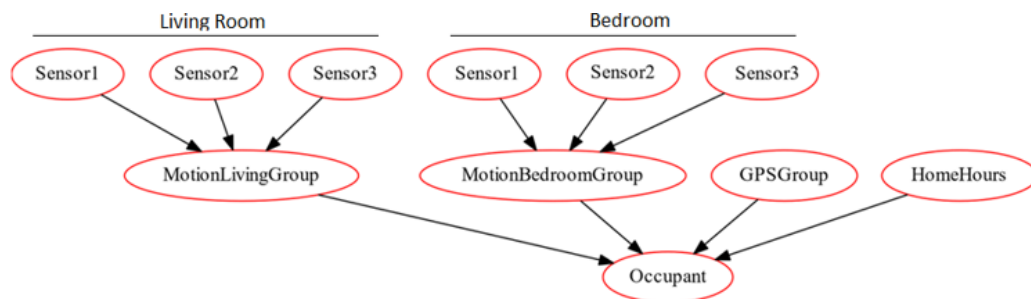 Living Room
Bedroom
Sensor1 Sensor2 Sensor3 Sensor1 Sensor2 Sensor3
MotionLivingGroup MotionBedroomGroup GPSGroup HomeHours
Occupant